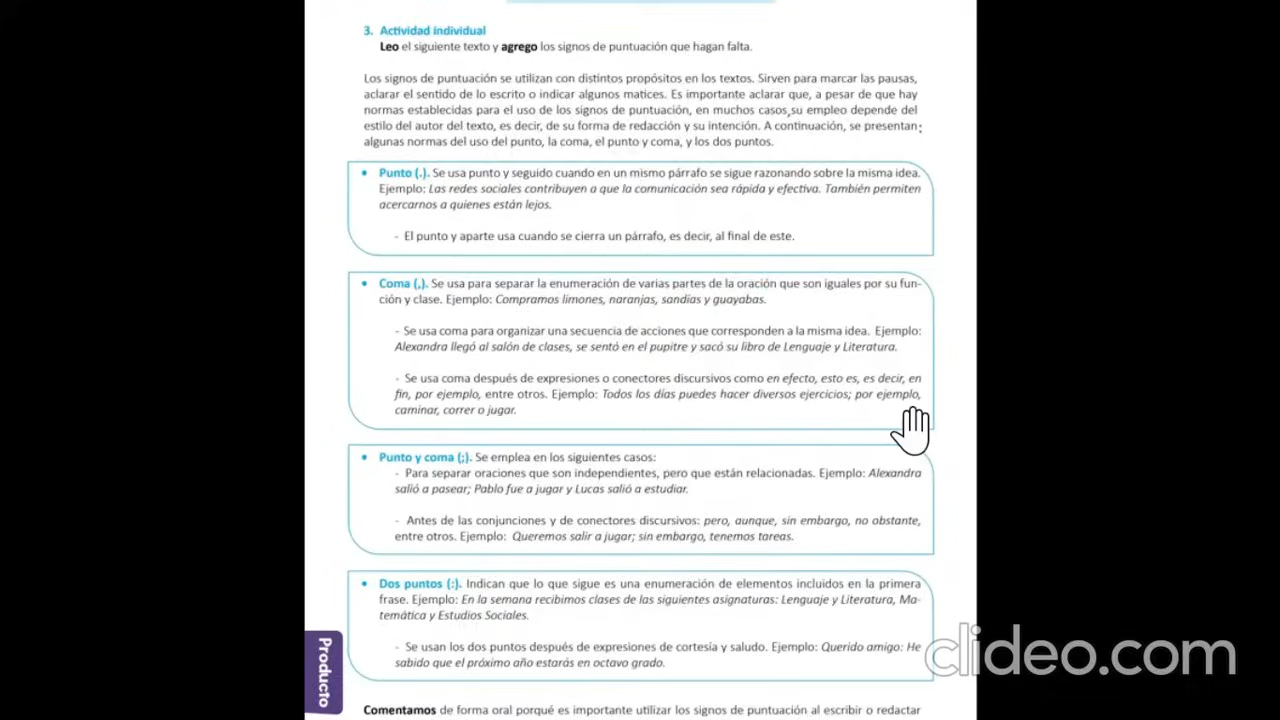 3. Actividad individual
Leo el siguiente texto y agrego los signos de puntuación que hagan falta.
Los signos de puntuación se utilizan con distintos propósitos en los textos. Sirven para marcar las pausas,
aclarar el sentido de lo escrito o indicar algunos matices. Es importante aclarar que, a pesar de que hay
normas establecidas para el uso de los signos de puntuación, en muchos casos,su empleo depende del
estilo del autor del texto, es decir, de su forma de redacción y su intención. A continuación, se presentan:
algunas normas del uso del punto, la coma, el punto y coma, y los dos puntos.
• Punto (.). Se usa punto y seguido cuando en un mismo párrafo se sigue razonando sobre la misma idea.
Ejemplo: Las redes sociales contribuyen a que la comunicación sea rápida y efectiva. También permiten
acercarnos a quienes están lejos.
- El punto y aparte usa cuando se cierra un párrafo, es decir, al final de este.
• Coma (,). Se usa para separar la enumeración de varias partes de la oración que son iguales por su fun-
ción y clase. Ejemplo: Compramos limones, naranjas, sandías y guayabas.
- Se usa coma para organizar una secuencia de acciones que corresponden a la misma idea. Ejemplo:
Alexandra llegó al salón de clases, se sentó en el pupitre y sacó su libro de Lenguaje y Literatura.
- Se usa coma después de expresiones o conectores discursivos como en efecto, esto es, es decir, en
fin, por ejemplo, entre otros. Ejemplo: Todos los días puedes hacer diversos ejercicios; por ejemplo,
caminar, correr o jugar.
• Punto y coma (;). Se emplea en los siguientes casos:
- Para separar oraciones que son independientes, pero que están relacionadas. Ejemplo: Alexandra
salió a pasear; Pablo fue a jugar y Lucas salió a estudiar.
- Antes de las conjunciones y de conectores discursivos: pero, aunque, sin embargo, no obstante,
entre otros. Ejemplo: Queremos salir a jugar; sin embargo, tenemos tareas.
• Dos puntos (:). Indican que lo que sigue es una enumeración de elementos incluidos en la primera
frase. Ejemplo: En la semana recibimos clases de las siguientes asignaturas: Lenguaje y Literatura, Ma-
temática y Estudios Sociales.
- Se usan los dos puntos después de expresiones de cortesía y saludo. Ejemplo: Querido amigo: He
sabido que el próximo año estarás en octavo grado.
Producto
clideo.com
Comentamos de forma oral porqué es importante utilizar los signos de puntuación al escribir o redactar